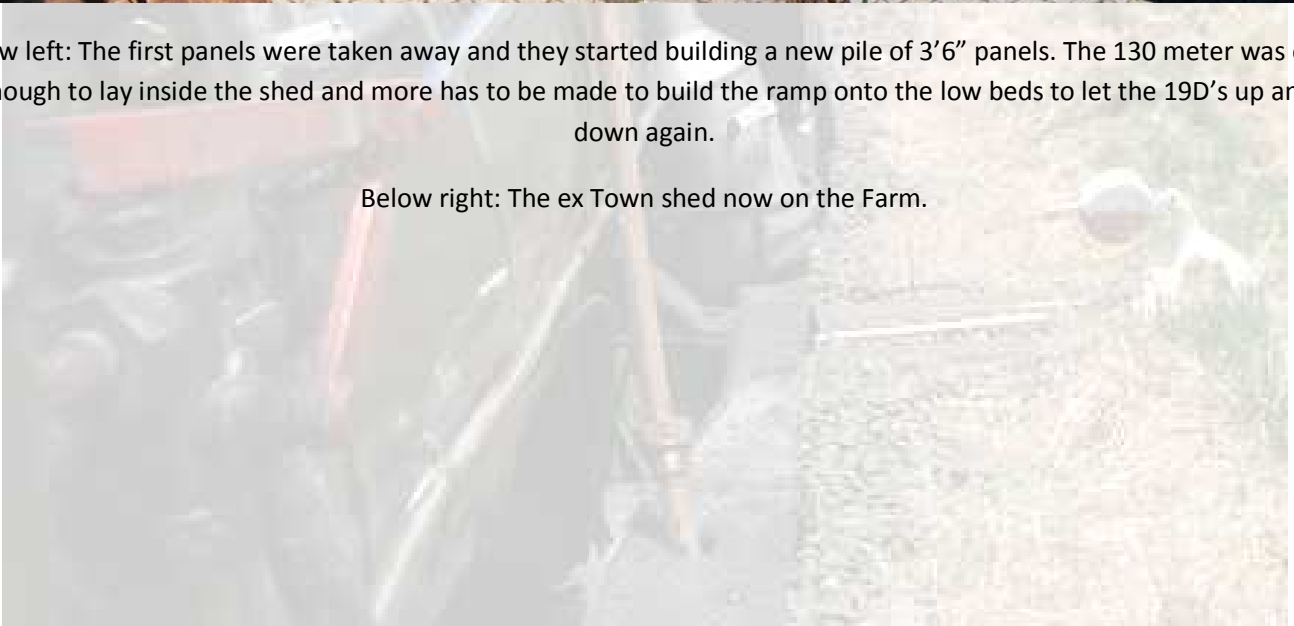 left: The first panels were taken away and they started building a new pile of 3’6” panels. The 130 meter was
to lay inside the shed and more has to be made to build the ramp onto the low beds to let the 19D’s up
down again.
Below right: The ex Town shed now on the Farm.